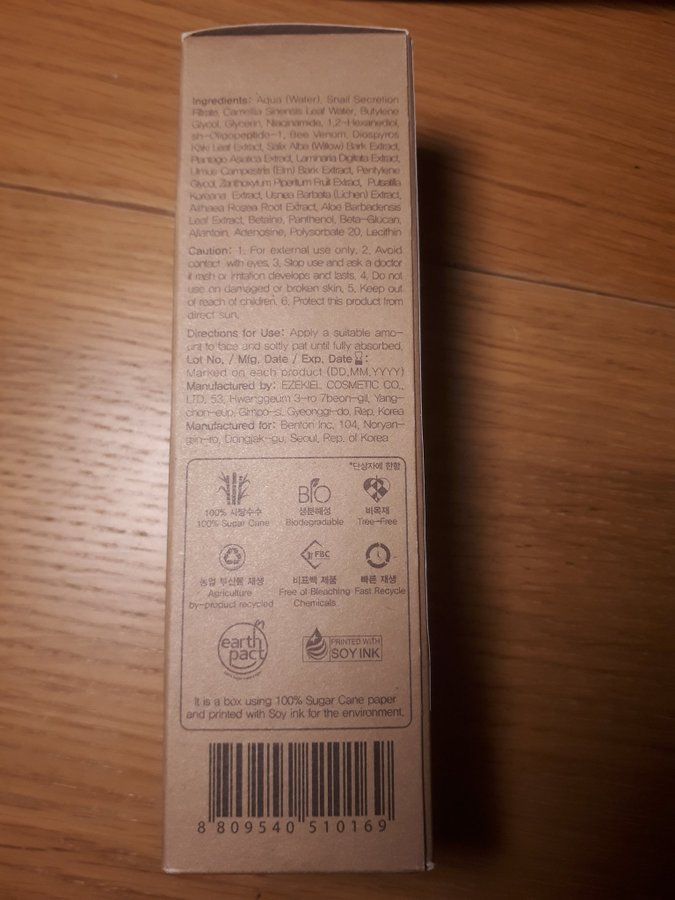 Ingredients: Aqua (Water), Snail Secretion
Filtrate, Camellia Sinensis Leaf Water, Butylene
Glycol, Glycerin, Niacinamide, 1,2-Hexanediol,
sh-Oligopeptide-1, Bee Venom, Diospyros
Kaki Leaf Extract, Salix Alba (Willow) Bark Extract,
Plantago Asiatica Extract, Laminaria Digitata Extract,
Ulmus Campestris (Elm) Bark Extract, Pentylene
Glycol, Zanthoxylum Piperitum Fruit Extract, Pulsatilla
Koreana Extract, Usnea Barbata (Lichen) Extract,
Althaea Rosea Root Extract, Aloe Barbadensis
Leaf Extract, Betaine, Panthenol, Beta-Glucan,
Allantoin, Adenosine, Polysorbate 20, Lecithin
Caution: 1. For external use only. 2. Avoid
contact with eyes. 3. Stop use and ask a doctor
if rash or irritation develops and lasts. 4. Do not
use on damaged or broken skin. 5. Keep out
of reach of children. 6. Protect this product from
direct sun.
Directions for Use: Apply a suitable amo-
unt to face and softly pat until fully absorbed.
Lot No. / Mfg. Date / Exp. Date :
Marked on each product (DD.MM.YYYY)
Manufactured by: EZEKIEL COSMETIC CO.,
LTD. 53, Hwanggeum 3-ro 7beon-gil, Yang-
chon-eup, Gimpo-si, Gyeonggi-do, Rep. Korea
Manufactured for: Benton Inc. 104, Noryan-
gjin-ro, Dongjak-gu, Seoul, Rep. of Korea
*단상자에 한함
BIO
100% 사탕수수 생분해성 비목재
100% Sugar Cane Biodegradable Tree-Free
FBC
농업 부산물 재생 비표백 제품 빠른 재생
Agriculture Free of Bleaching Fast Recycle
by-product recycled Chemicals
earth PRINTED WITH
pact SOY INK
It is a box using 100% Sugar Cane paper
and printed with Soy ink for the environment.
8 809540 510169